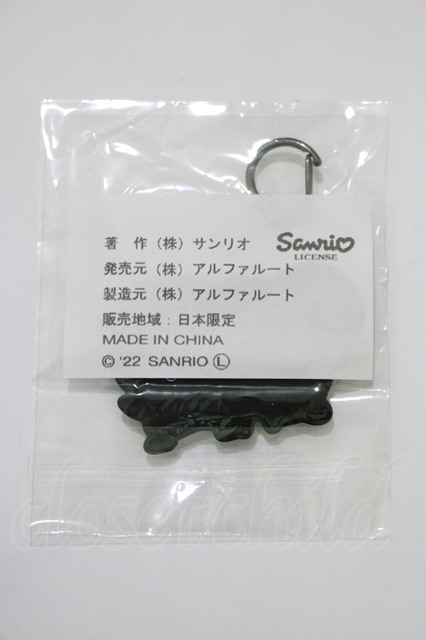 著　作（株）サンリオ
Sanrio
LICENSE
発売元（株）アルファルート
製造元（株）アルファルート
販売地域：日本限定
MADE IN CHINA
© '22 SANRIO Ⓛ
closetchild